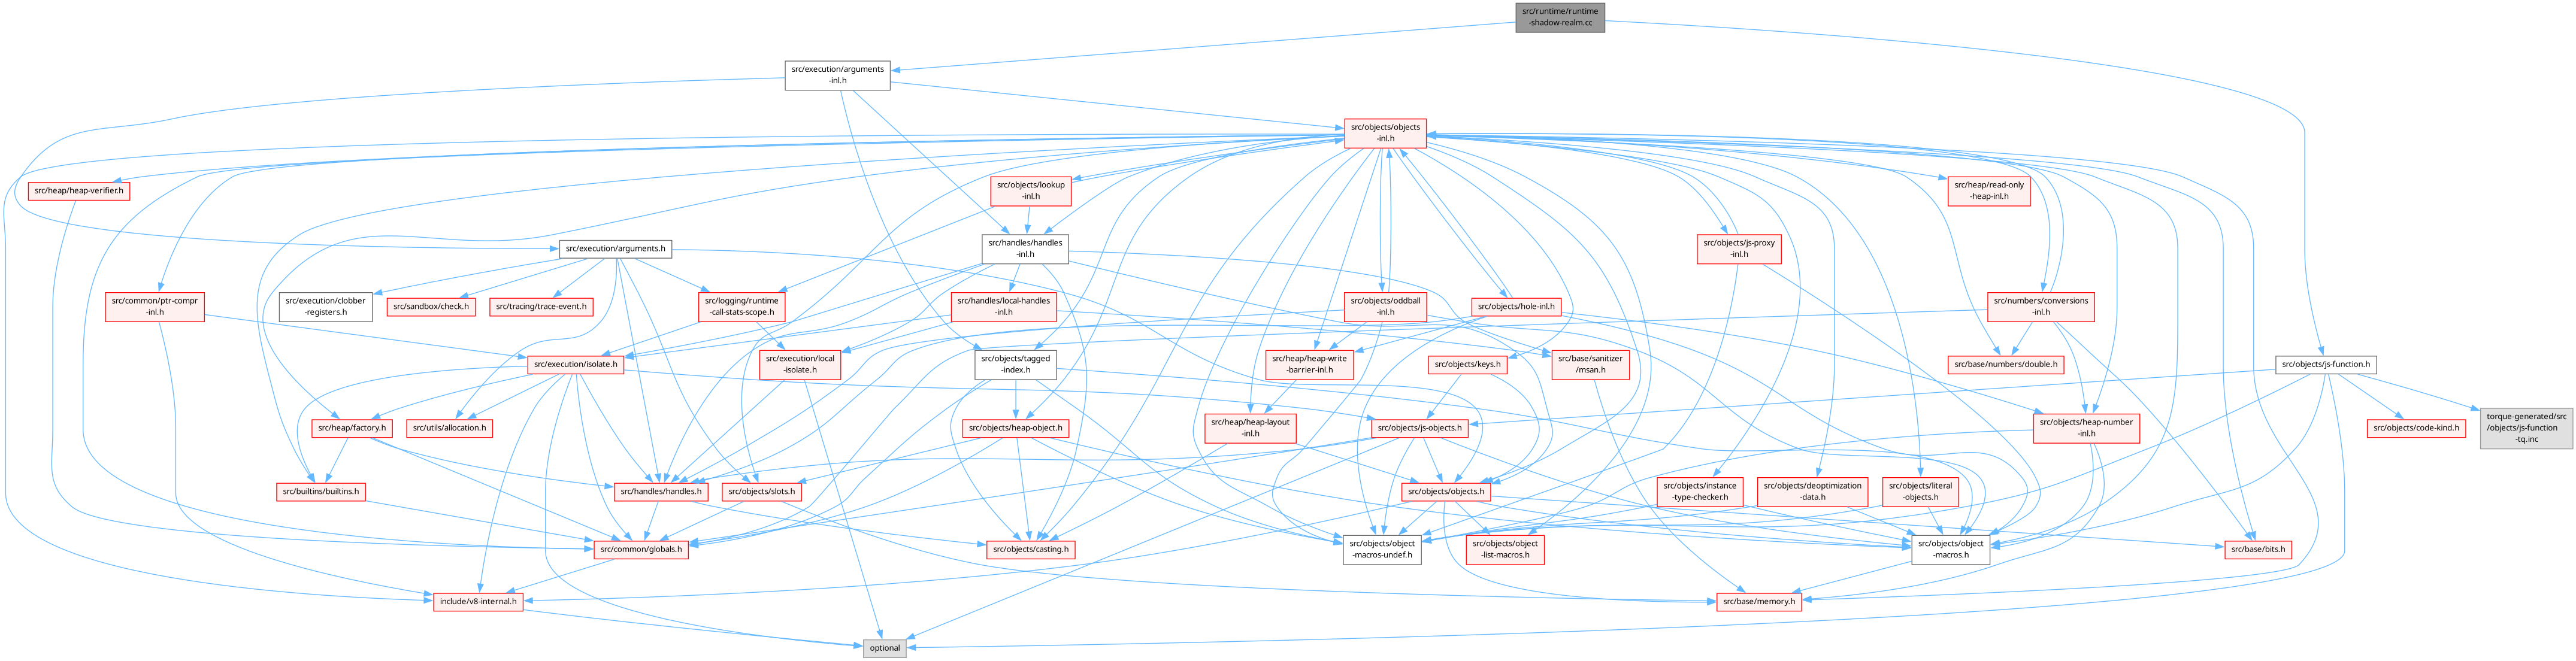 src/runtime/runtime
-shadow-realm.cc
src/execution/arguments
-inl.h
src/objects/objects
-inl.h
src/heap/heap-verifier.h
src/objects/lookup
-inl.h
src/heap/read-only
-heap-inl.h
src/execution/arguments.h
src/handles/handles
-inl.h
src/objects/js-proxy
-inl.h
src/common/ptr-compr
-inl.h
src/execution/clobber
-registers.h
src/sandbox/check.h
src/tracing/trace-event.h
src/logging/runtime
-call-stats-scope.h
src/handles/local-handles
-inl.h
src/objects/oddball
-inl.h
src/objects/hole-inl.h
src/numbers/conversions
-inl.h
src/execution/isolate.h
src/execution/local
-isolate.h
src/objects/tagged
-index.h
src/heap/heap-write
-barrier-inl.h
src/objects/keys.h
src/base/sanitizer
/msan.h
src/base/numbers/double.h
src/objects/js-function.h
src/heap/factory.h
src/utils/allocation.h
src/objects/heap-object.h
src/heap/heap-layout
-inl.h
src/objects/js-objects.h
src/objects/heap-number
-inl.h
src/objects/code-kind.h
torque-generated/src
/objects/js-function
-tq.inc
src/builtins/builtins.h
src/handles/handles.h
src/objects/slots.h
src/objects/objects.h
src/objects/instance
-type-checker.h
src/objects/deoptimization
-data.h
src/objects/literal
-objects.h
src/common/globals.h
src/objects/casting.h
src/objects/object
-macros-undef.h
src/objects/object
-list-macros.h
src/objects/object
-macros.h
src/base/bits.h
include/v8-internal.h
src/base/memory.h
optional